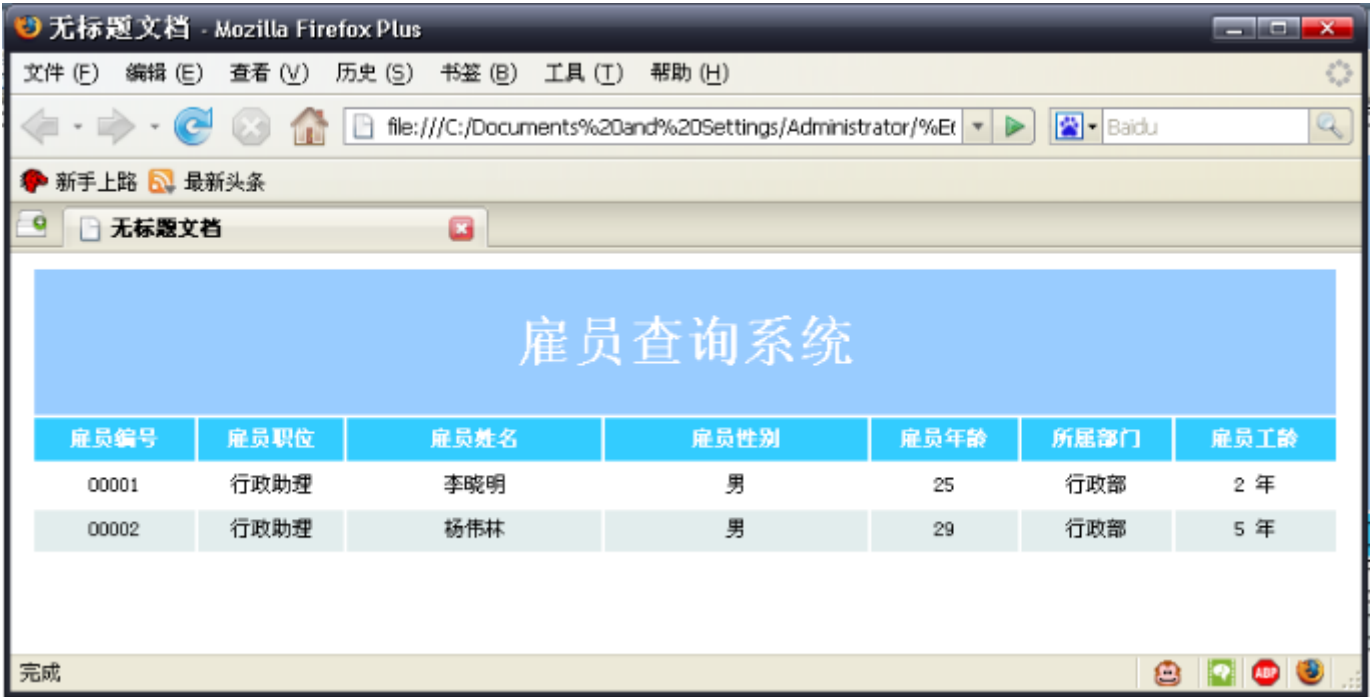 无标题文档 - Mozilla Firefox Plus
文件 (F) 编辑 (E) 查看 (V) 历史 (S) 书签 (B) 工具 (T) 帮助 (H)
file:///C:/Documents%20and%20Settings/Administrator/%E Baidu
新手上路 最新头条
无标题文档
雇员查询系统
雇员编号 雇员职位 雇员姓名 雇员性别 雇员年龄 所属部门 雇员工龄
00001 行政助理 李晓明 男 25 行政部 2 年
00002 行政助理 杨伟林 男 29 行政部 5 年
完成 ABP